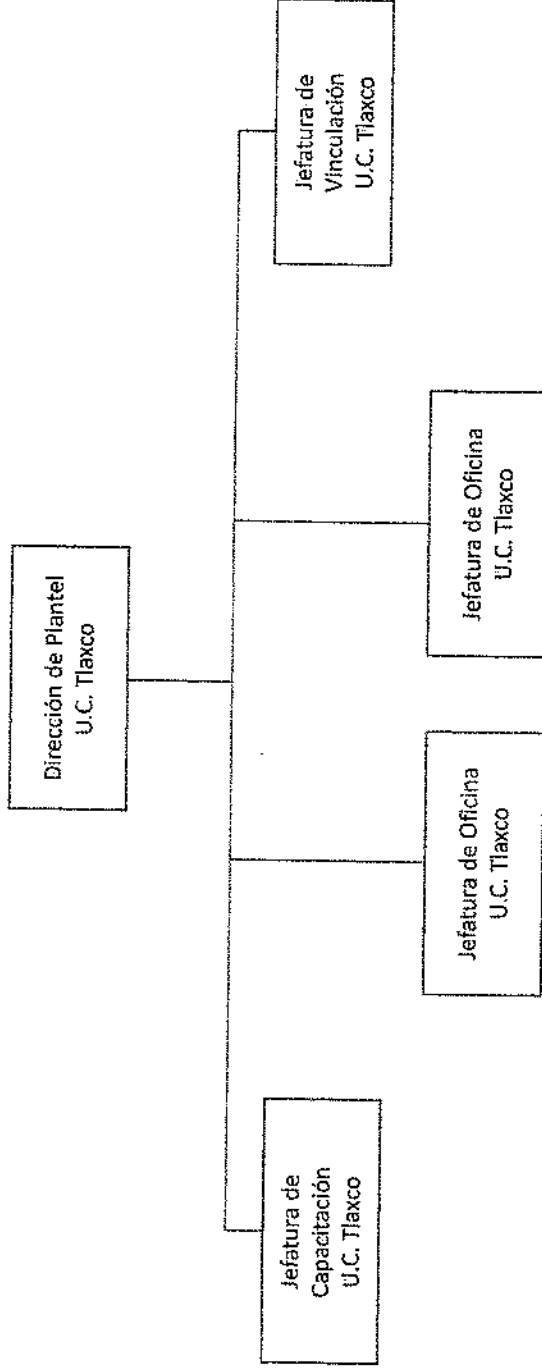 Dirección de Plantel
U.C. Tlaxco
Jefatura de
Capacitación
U.C. Tlaxco
Jefatura de Oficina
U.C. Tlaxco
Jefatura de Oficina
U.C. Tlaxco
Jefatura de
Vinculación
U.C. Tlaxco